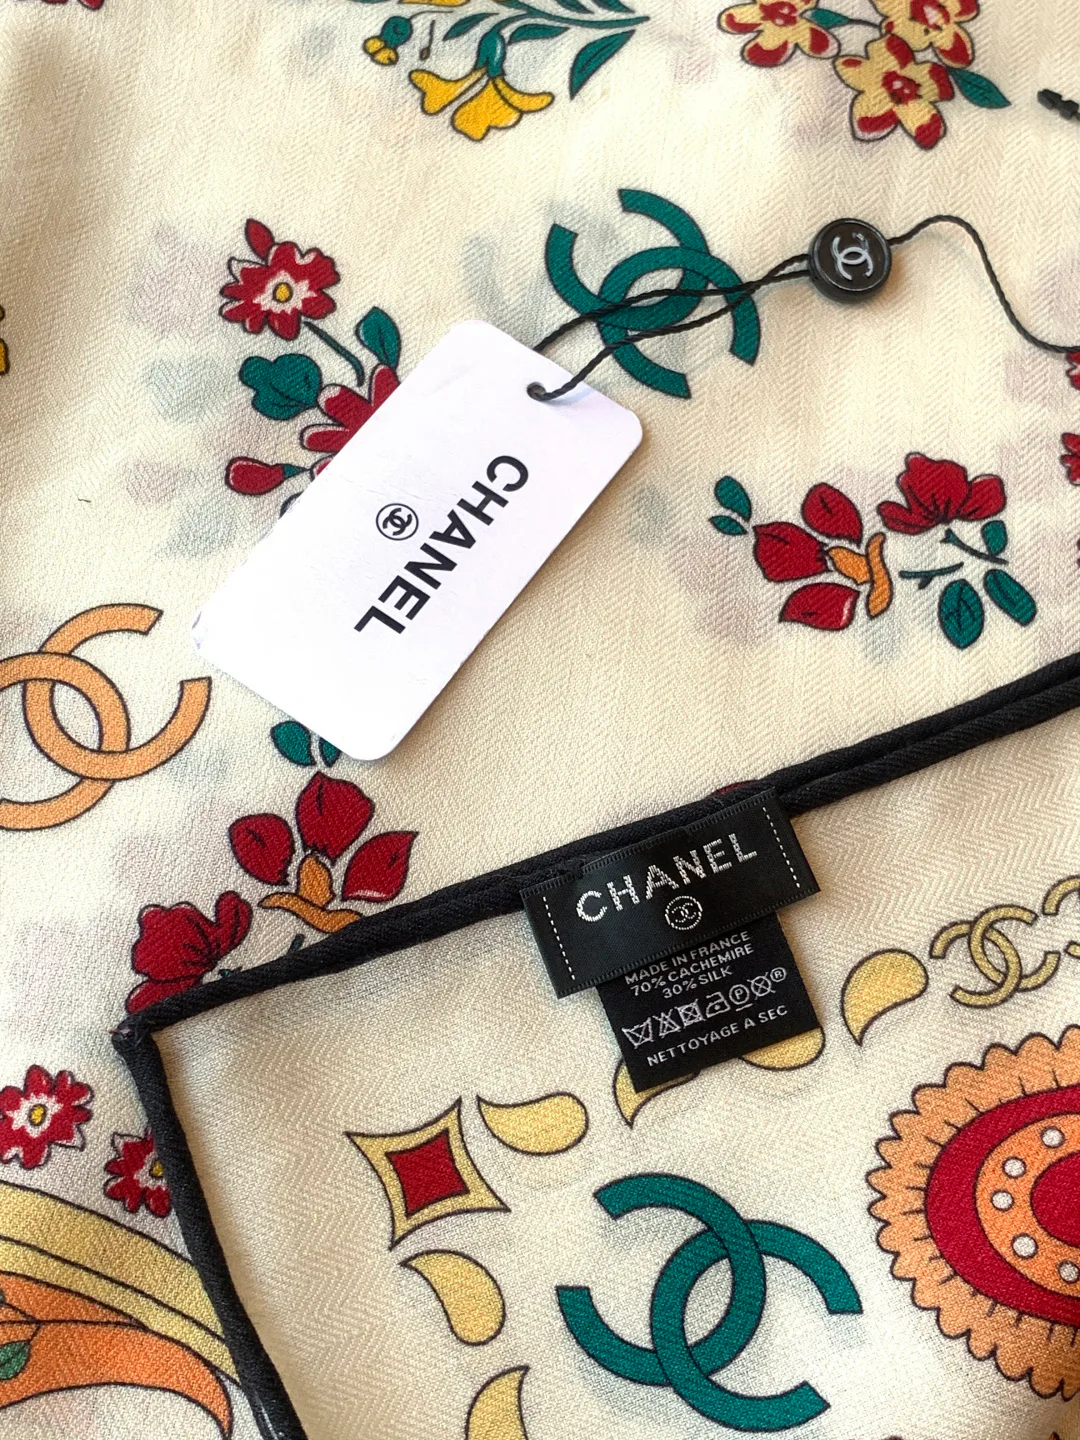 CHANEL
CHANEL
MADE IN FRANCE
70% CACHEMIRE
30% SILK
P R
NETTOYAGE A SEC